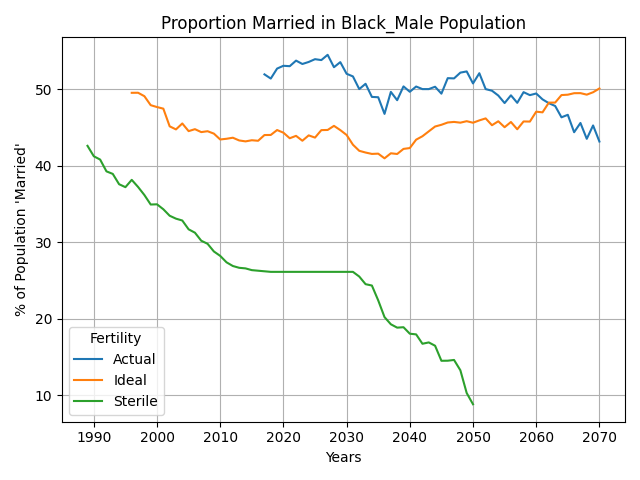 Proportion Married in Black_Male Population
% of Population 'Married'
50
40
30
20
10
Fertility
Actual
Ideal
Sterile
1990 2000 2010 2020 2030 2040 2050 2060 2070
Years